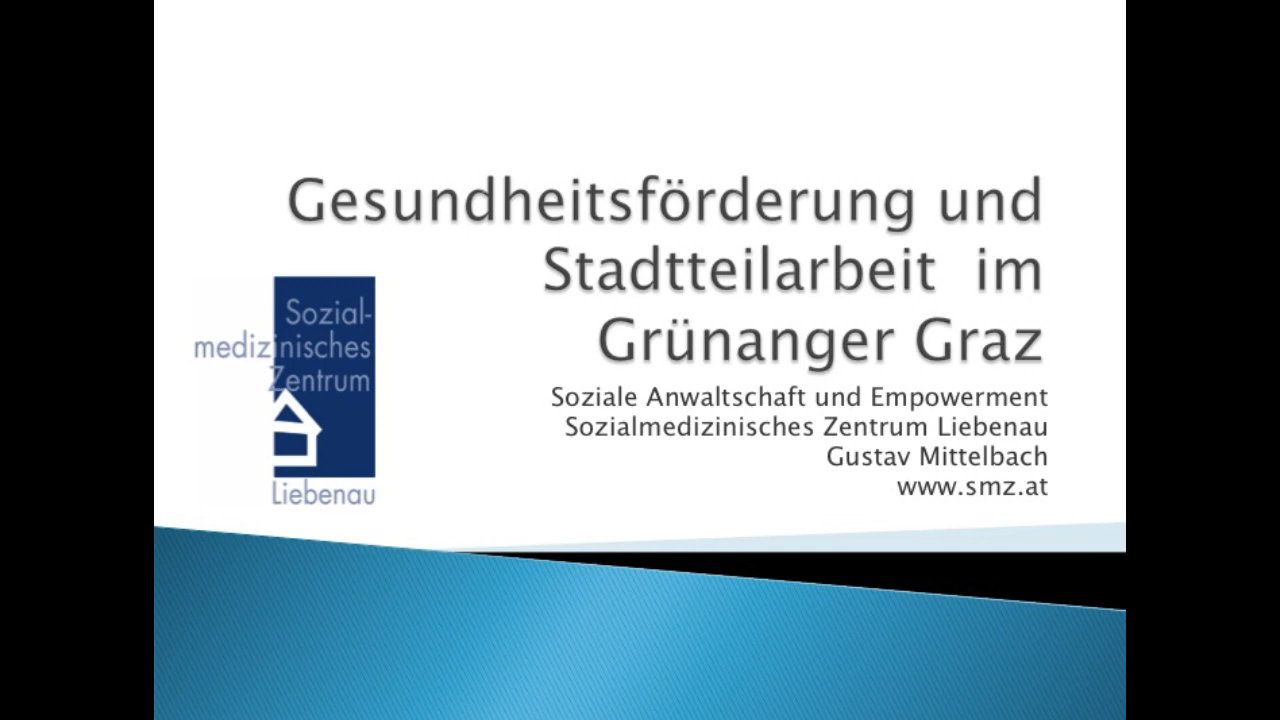 Gesundheitsförderung und
Stadtteilarbeit im
Grünanger Graz
Sozial-
medizinisches
Zentrum
Liebenau
Soziale Anwaltschaft und Empowerment
Sozialmedizinisches Zentrum Liebenau
Gustav Mittelbach
www.smz.at